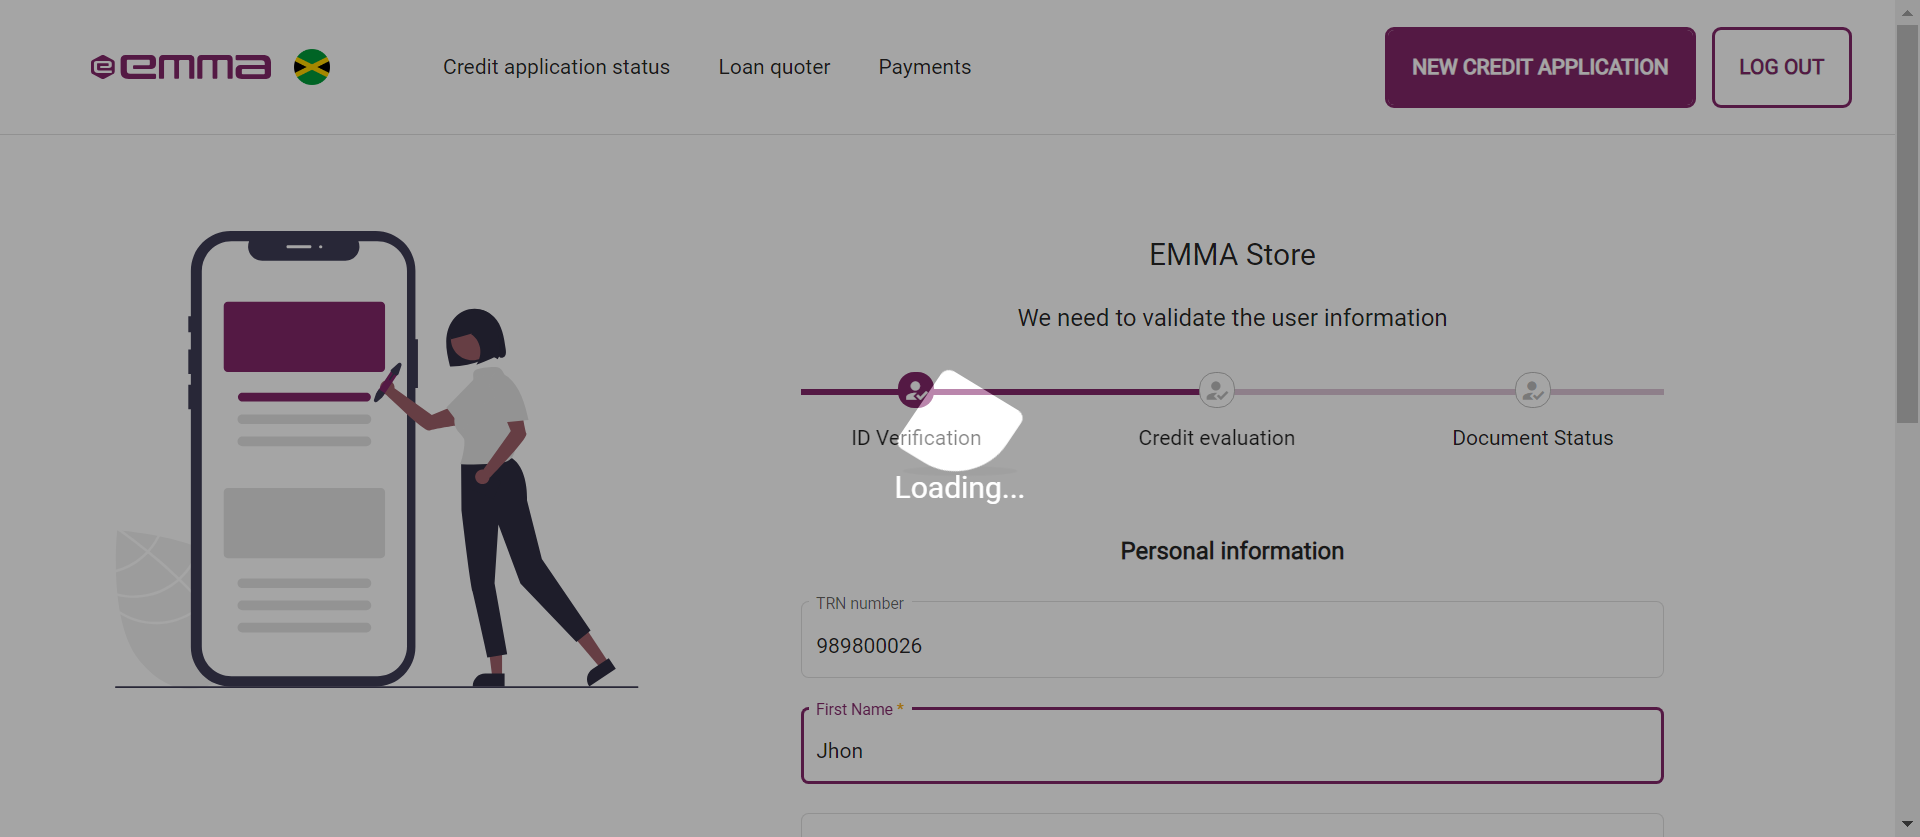 emma
Credit application status
Loan quoter
Payments
NEW CREDIT APPLICATION
LOG OUT
EMMA Store
We need to validate the user information
ID Verification
Credit evaluation
Document Status
Loading...
Personal information
TRN number
989800026
First Name *
Jhon